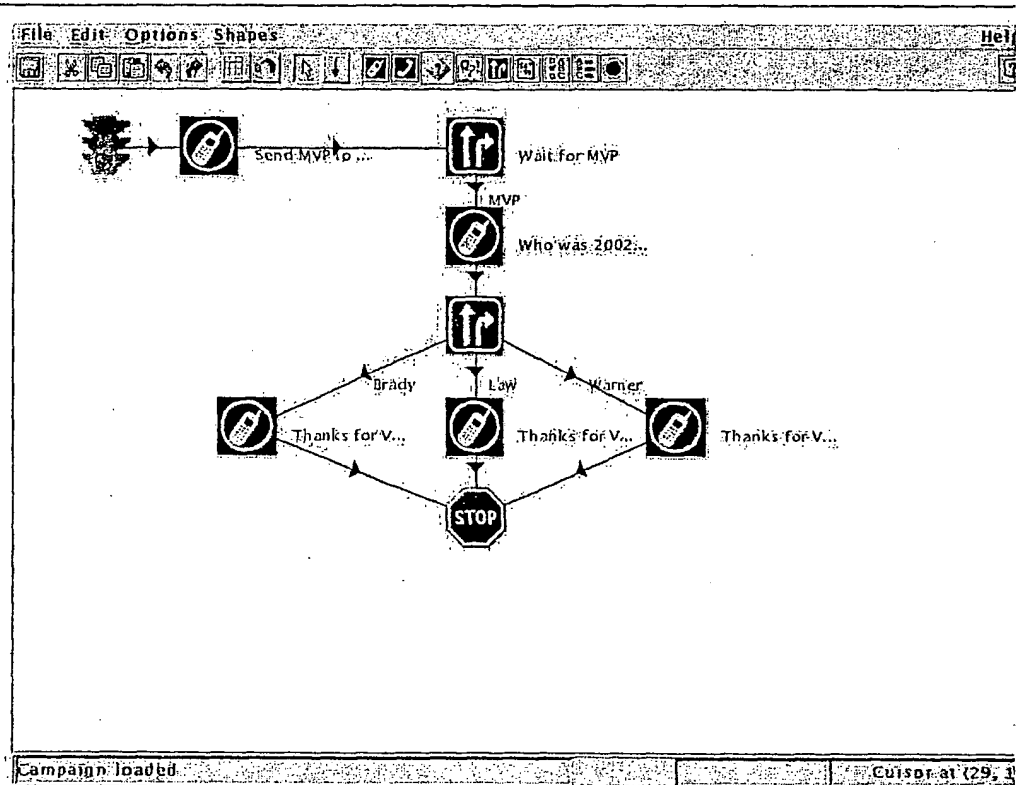 File Edit Options Shapes Help
Send MVP to ...
Wait for MVP
MVP
Who was 2002...
Brady
Law
Warner
Thanks for V...
Thanks for V...
Thanks for V...
STOP
Campaign loaded
Cursor at (29, 1